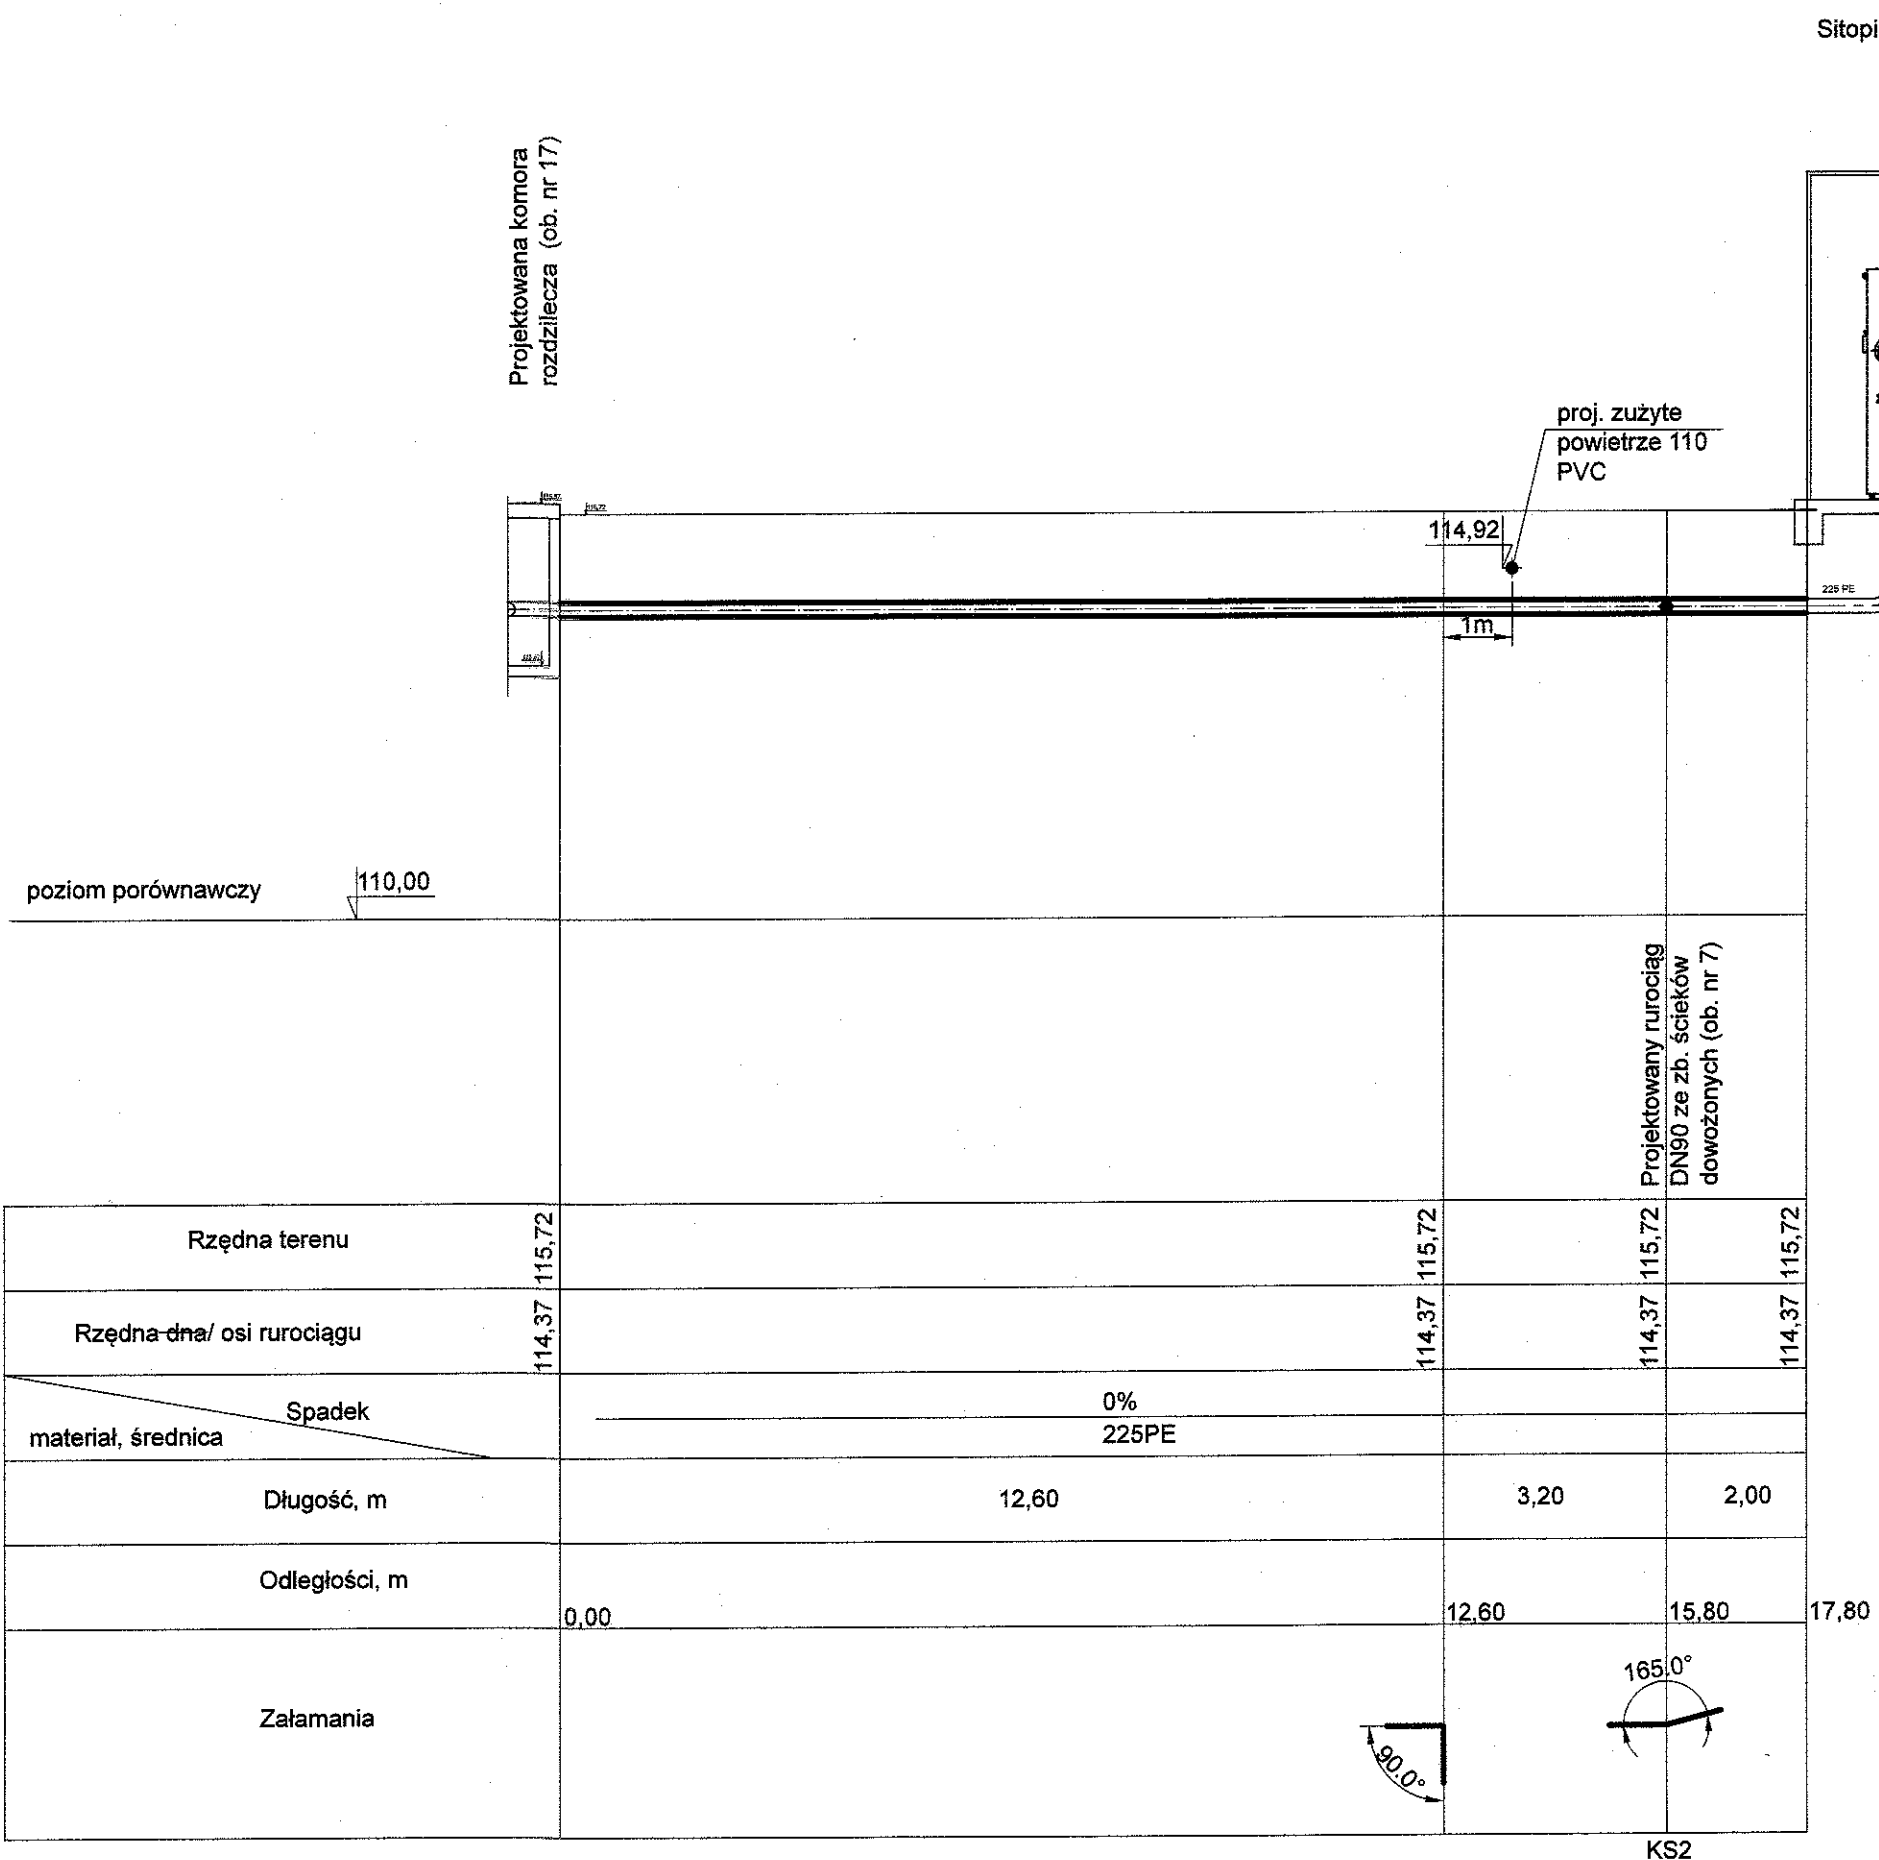 Sitopi
Projektowana komora
rozdzilecza (ob. nr 17)
proj. zużyte
powietrze 110
PVC
114,92
225 PE
1m
poziom porównawczy
110,00
Projektowany rurociąg
DN90 ze zb. ścieków
dowożonych (ob. nr 7)
Rzędna terenu
115,72
115,72
115,72
115,72
Rzędna dna/ osi rurociągu
114,37
114,37
114,37
114,37
Spadek
materiał, średnica
0%
225PE
Długość, m
12,60
3,20
2,00
Odległości, m
0,00
12,60
15,80
17,80
Załamania
90.0°
165.0°
KS2